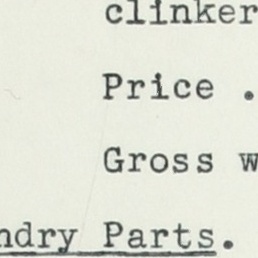 clinker
Price .
Gross w
ndry Parts.